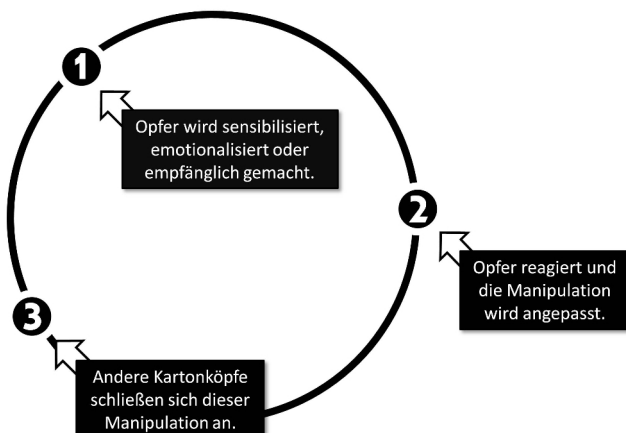 1
Opfer wird sensibilisiert,
emotionalisiert oder
empfänglich gemacht.
2
Opfer reagiert und
die Manipulation
wird angepasst.
3
Andere Kartonköpfe
schließen sich dieser
Manipulation an.